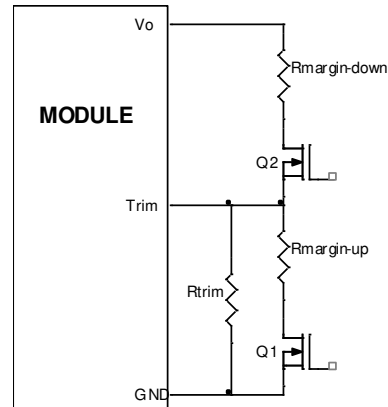 Vo
Rmargin-down
MODULE
Q2
Trim
Rmargin-up
Rtrim
Q1
GND